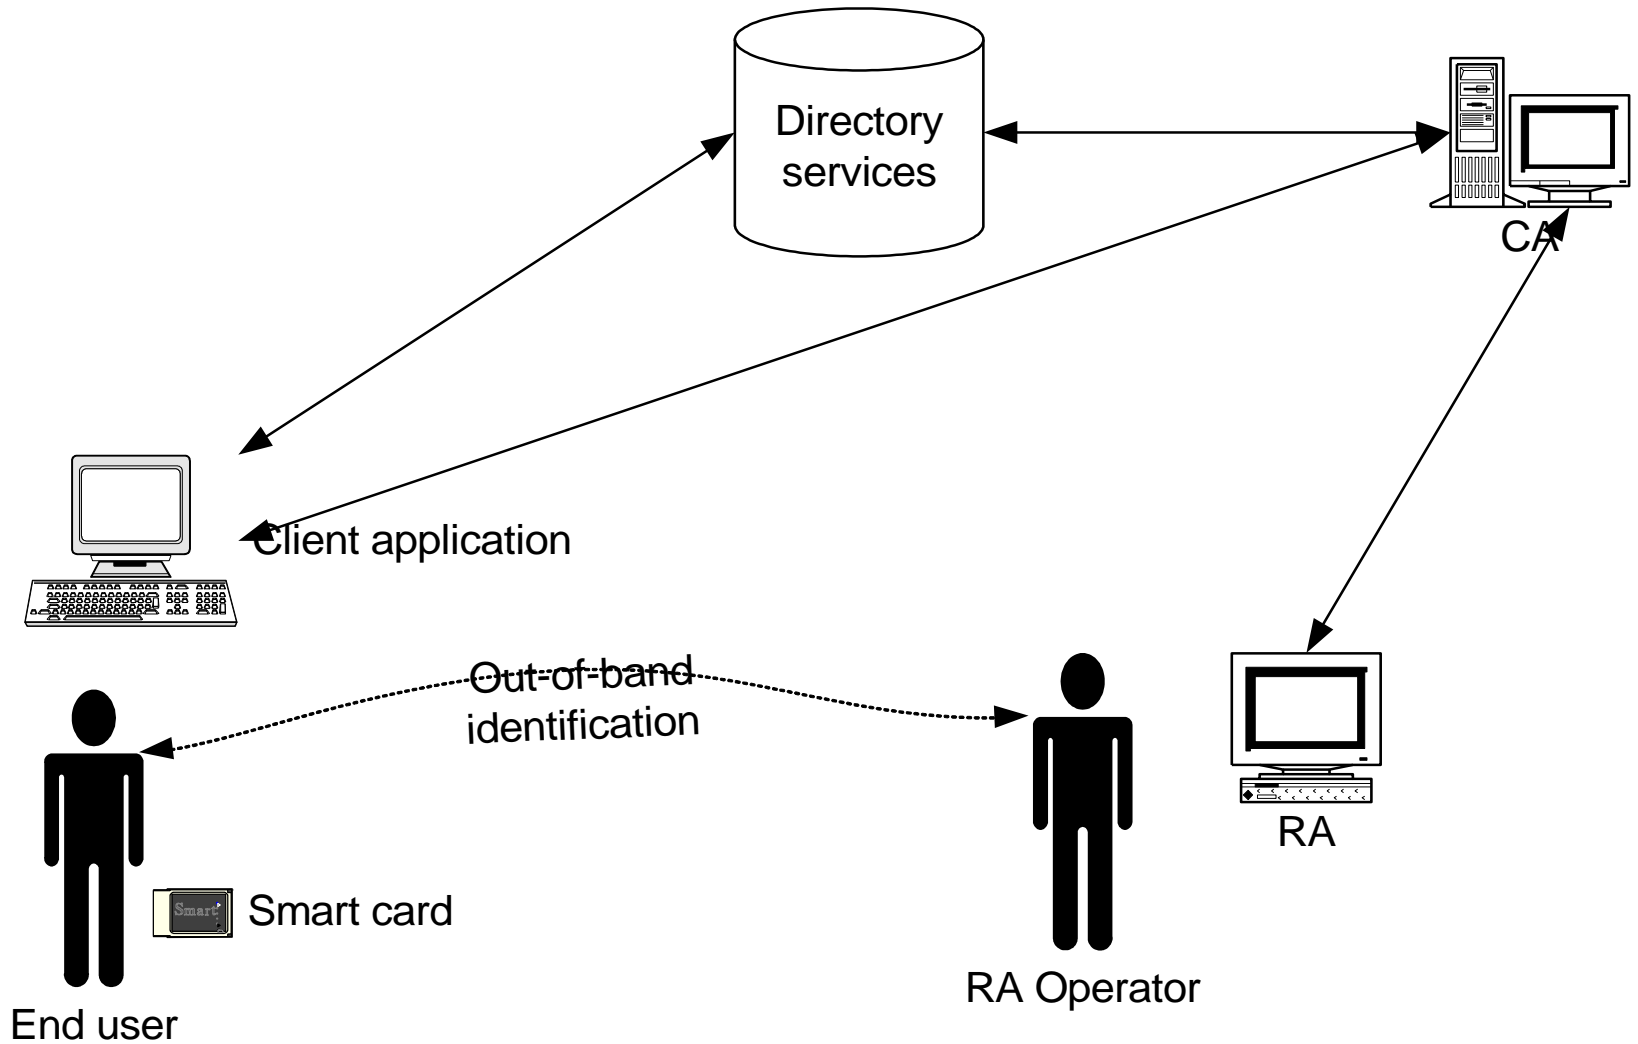 Directory
services
CA
Client application
Out-of-band
identification
RA
Smart
Smart card
RA Operator
End user